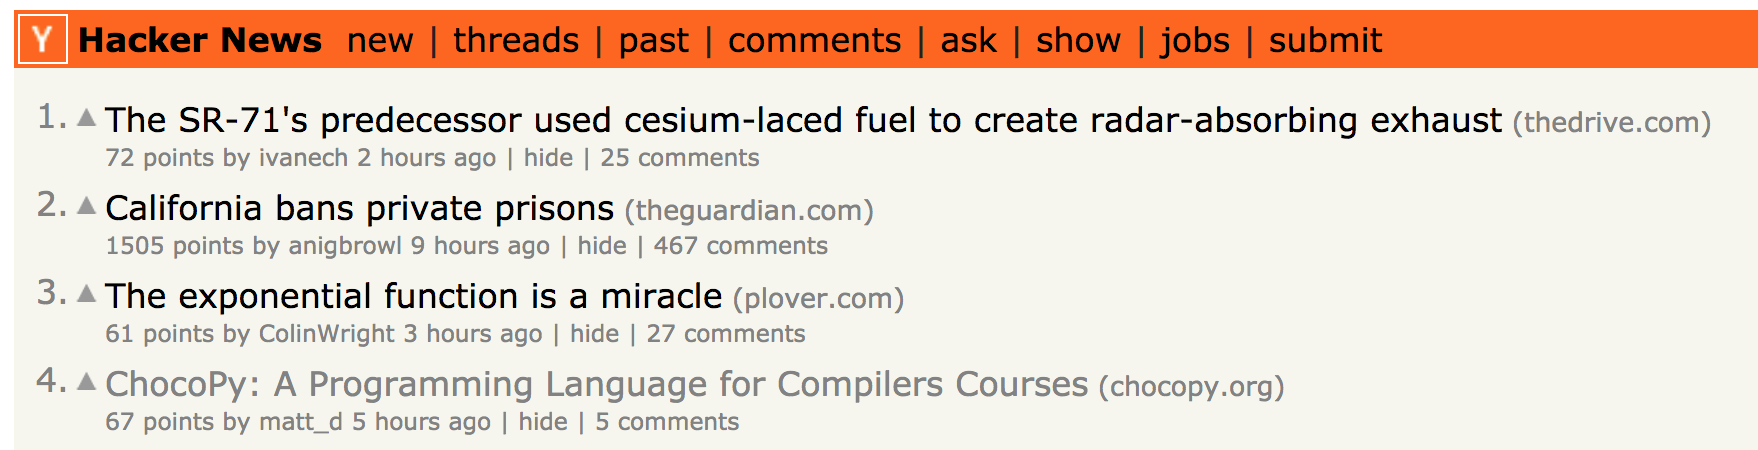 Y Hacker News new | threads | past | comments | ask | show | jobs | submit
1. ▲ The SR-71's predecessor used cesium-laced fuel to create radar-absorbing exhaust (thedrive.com)
72 points by ivanech 2 hours ago | hide | 25 comments
2. ▲ California bans private prisons (theguardian.com)
1505 points by anigbrowl 9 hours ago | hide | 467 comments
3. ▲ The exponential function is a miracle (plover.com)
61 points by ColinWright 3 hours ago | hide | 27 comments
4. ▲ ChocoPy: A Programming Language for Compilers Courses (chocopy.org)
67 points by matt_d 5 hours ago | hide | 5 comments